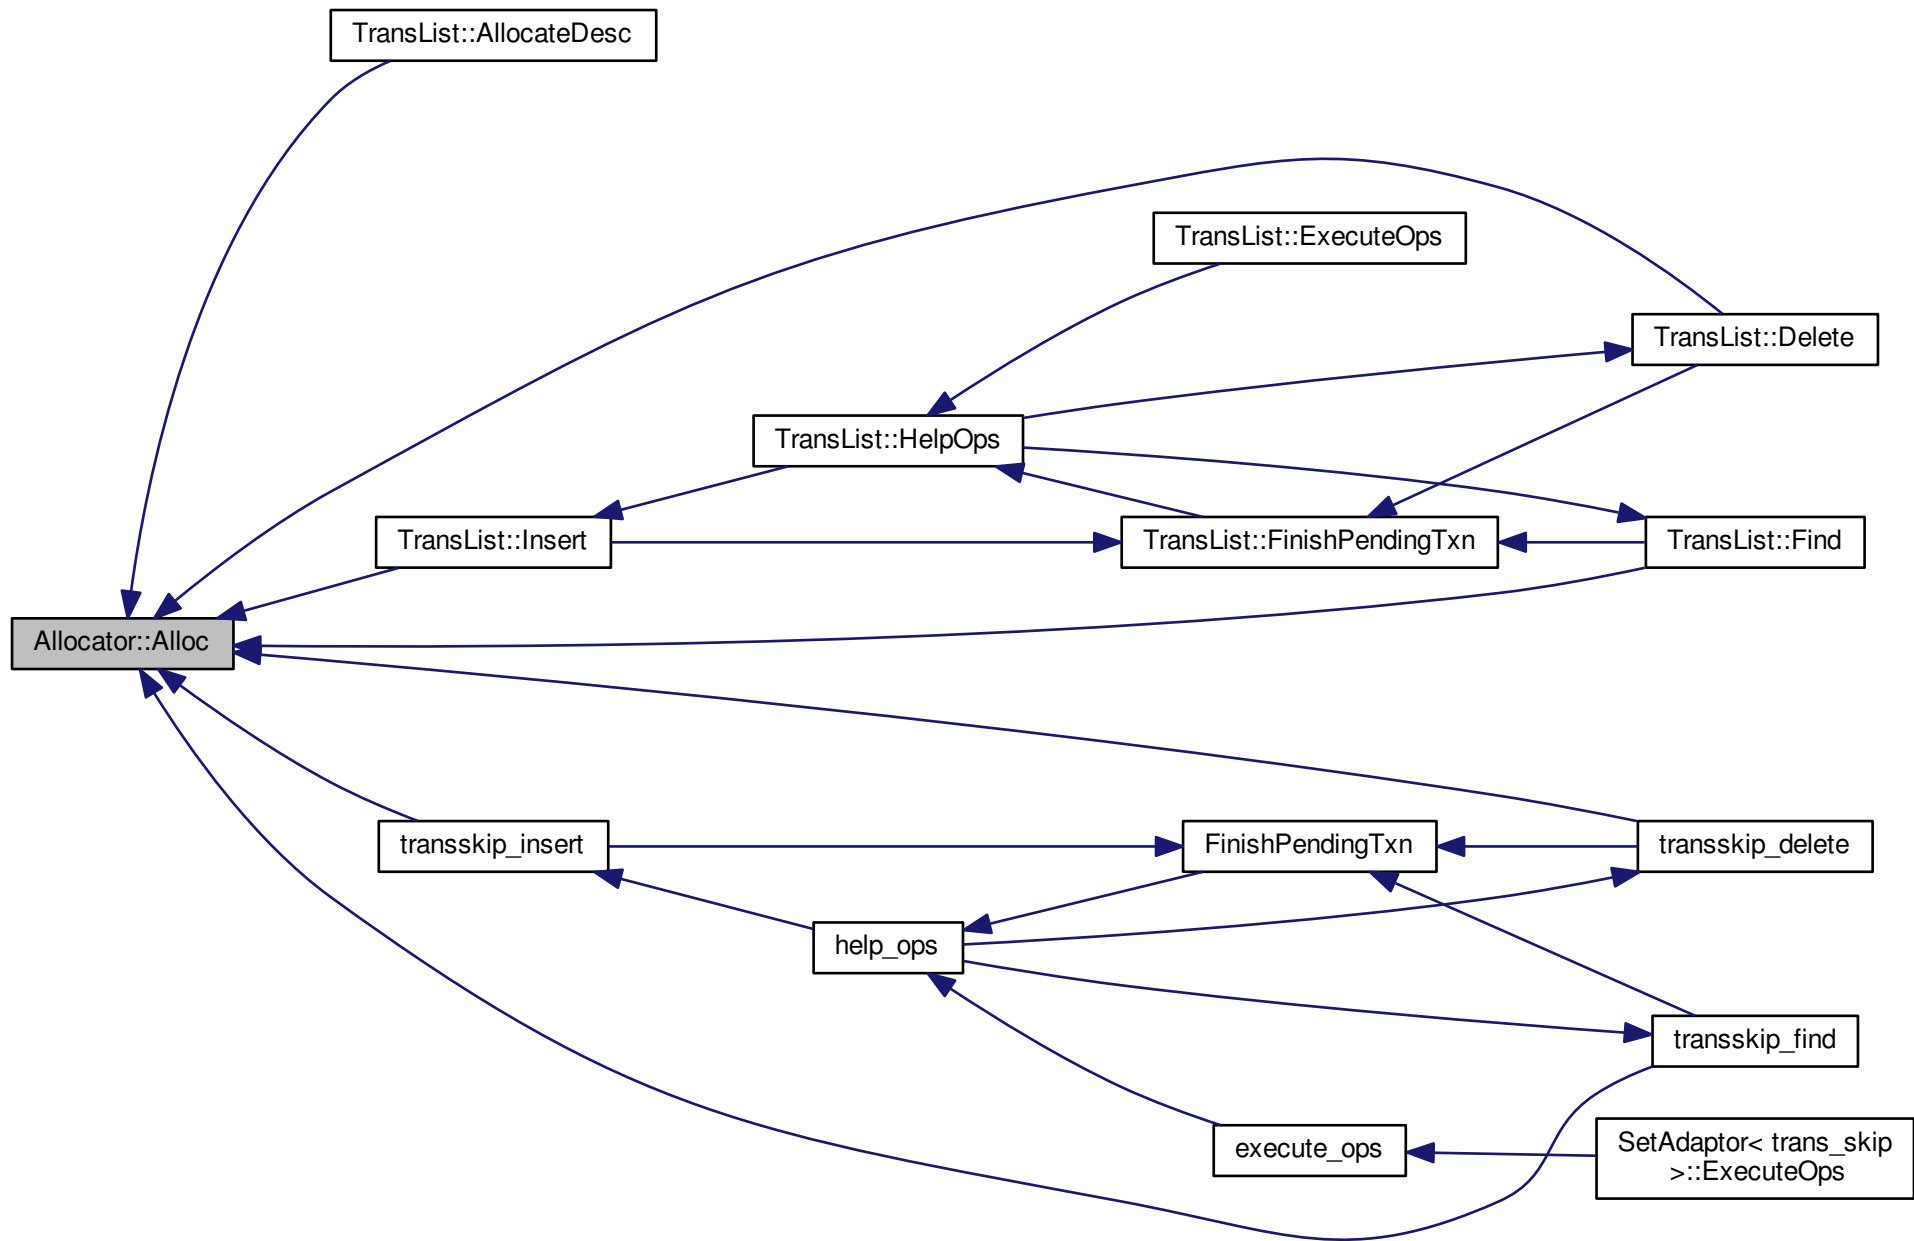 TransList::AllocateDesc
TransList::ExecuteOps
TransList::Delete
TransList::HelpOps
TransList::Insert
TransList::FinishPendingTxn
TransList::Find
Allocator::Alloc
transskip_insert
FinishPendingTxn
transskip_delete
help_ops
transskip_find
execute_ops
SetAdaptor< trans_skip
>::ExecuteOps